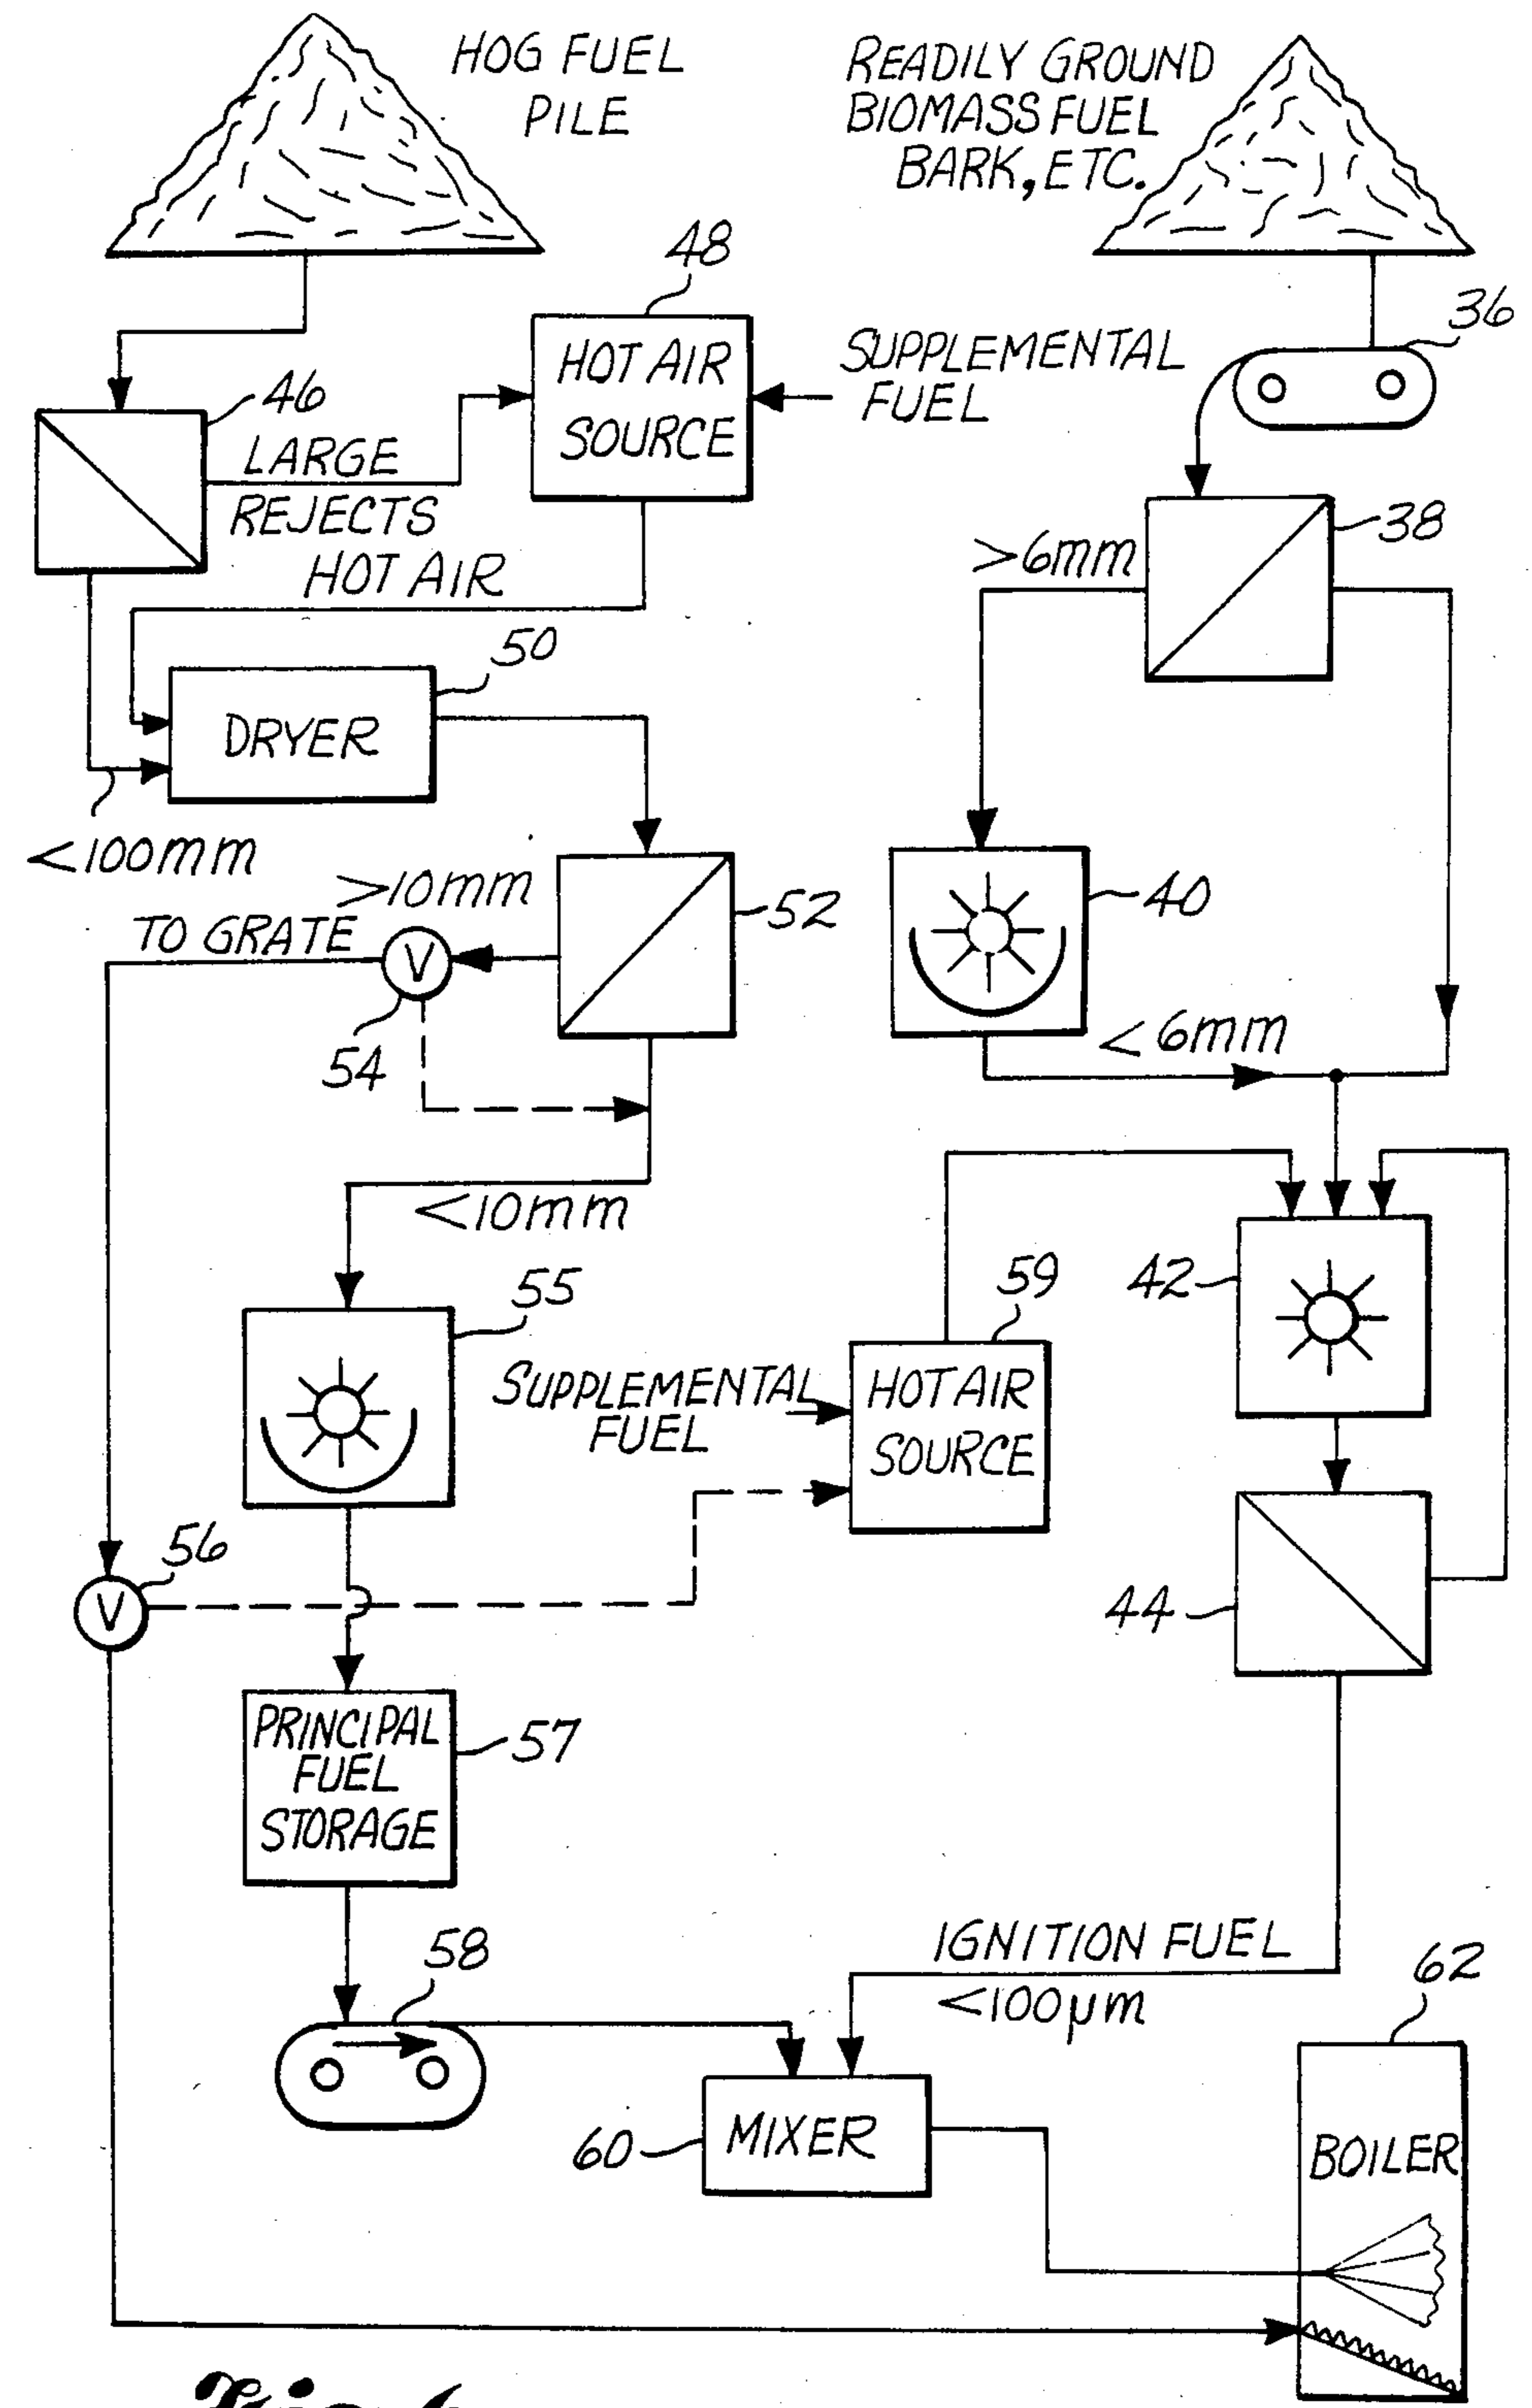 HOG FUEL
PILE
READILY GROUND
BIOMASS FUEL
BARK, ETC.
48
36
HOT AIR
SOURCE
SUPPLEMENTAL
FUEL
46
LARGE
REJECTS
HOT AIR
38
>6mm
50
DRYER
<100mm
>10mm
52
40
TO GRATE
V
54
<6mm
<10mm
55
59
42
SUPPLEMENTAL
FUEL
HOT AIR
SOURCE
56
V
44
PRINCIPAL
FUEL
STORAGE
57
58
IGNITION FUEL
<100μm
62
60
MIXER
BOILER